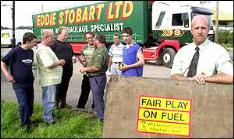 EDDIE STOBART LTD
HAULAGE SPECIALIST
FAIR PLAY
ON FUEL